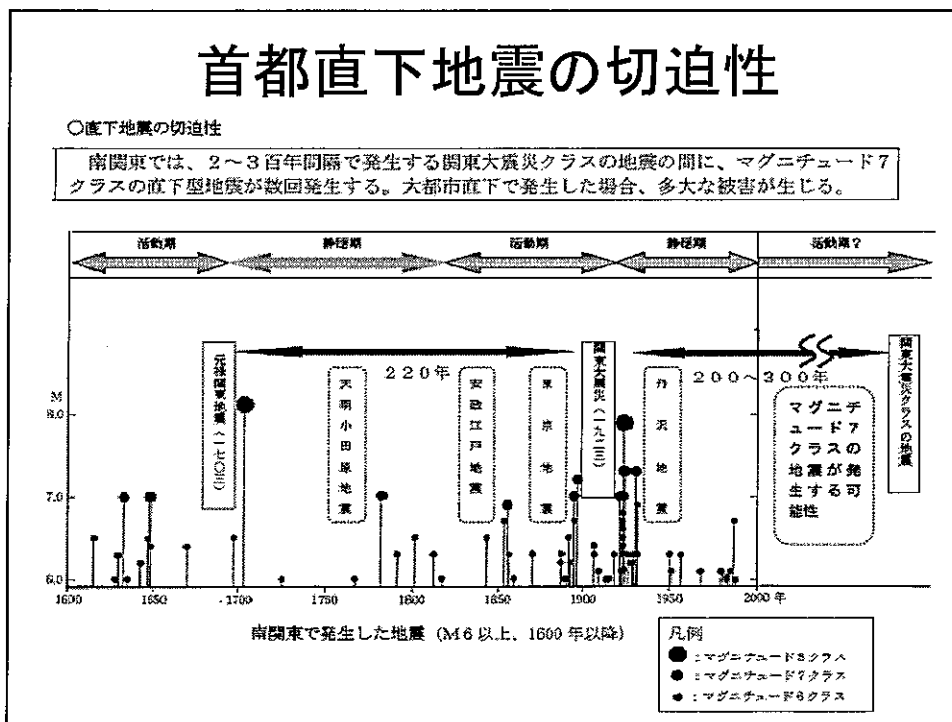 首都直下地震の切迫性
○直下地震の切迫性
南関東では、2～3百年間隔で発生する関東大震災クラスの地震の間に、マグニチュード7
クラスの直下型地震が数回発生する。大都市直下で発生した場合、多大な被害が生じる。
活動期
静穏期
活動期
静穏期
活動期?
元禄関東地震(一七〇三)
220年
関東大震災(一九二三)
200～300年
関東大震災クラスの地震
天明小田原地震
安政江戸地震
東京地震
丹沢地震
マグニチ
ュード7
クラスの
地震が発
生する可
能性
M
8.0
7.0
6.0
1600
1650
1700
1750
1800
1850
1900
1950
2000 年
南関東で発生した地震(M6以上、1600年以降)
凡例
:マグニチュード8クラス
:マグニチュード7クラス
:マグニチュード6クラス